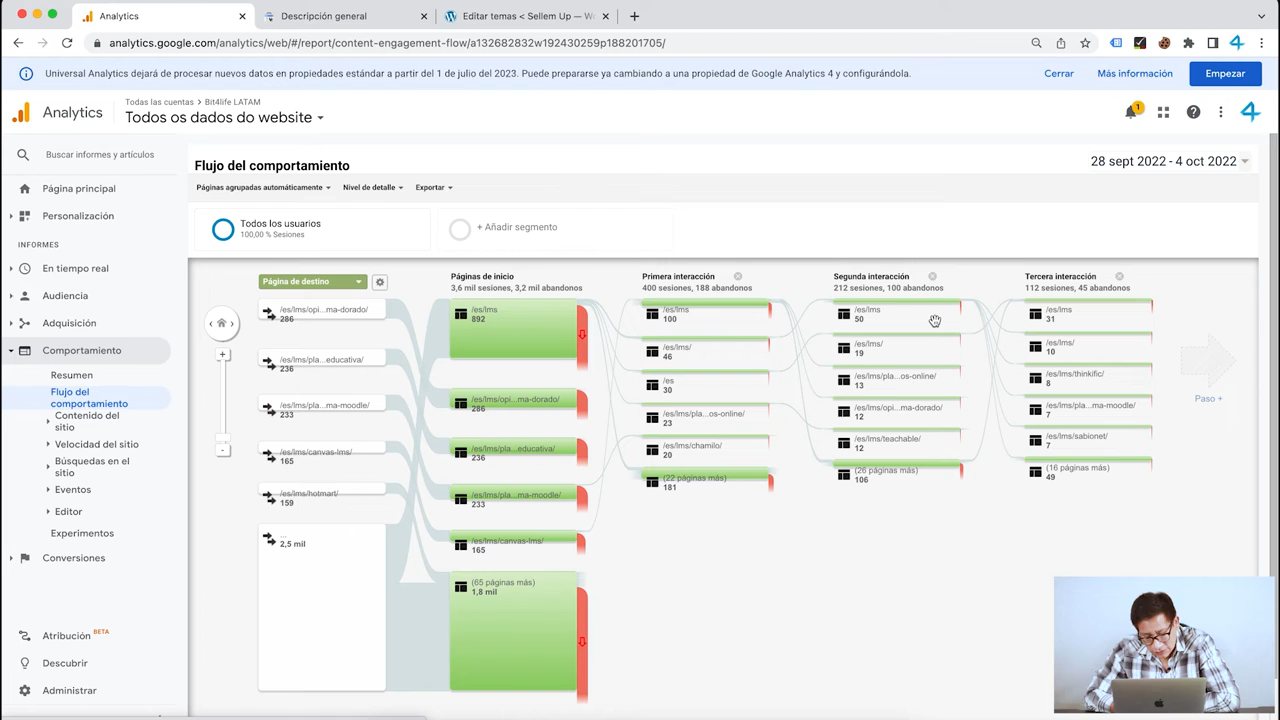 Analytics
Descripción general
Editar temas < Sellem Up — W
analytics.google.com/analytics/web/#/report/content-engagement-flow/a132682832w192430259p188201705/
Universal Analytics dejará de procesar nuevos datos en propiedades estándar a partir del 1 de julio del 2023. Puede prepararse ya cambiando a una propiedad de Google Analytics 4 y configurándola.
Cerrar
Más información
Empezar
Analytics
Todas las cuentas > Bit4life LATAM
Todos os dados do website
1
Buscar informes y artículos
Página principal
Personalización
INFORMES
En tiempo real
Audiencia
Adquisición
Comportamiento
Resumen
Flujo del
comportamiento
Contenido del
sitio
Velocidad del sitio
Búsquedas en el
sitio
Eventos
Editor
Experimentos
Conversiones
Atribución BETA
Descubrir
Administrar
Flujo del comportamiento
28 sept 2022 - 4 oct 2022
Páginas agrupadas automáticamente
Nivel de detalle
Exportar
Todos los usuarios
100,00 % Sesiones
+ Añadir segmento
Página de destino
/es/lms/opi...ma-dorado/
286
/es/lms/pla...educativa/
236
/es/lms/pla...ma-moodle/
233
/es/lms/canvas-lms/
165
/es/lms/hotmart/
159
...
2,5 mil
Páginas de inicio
3,6 mil sesiones, 3,2 mil abandonos
/es/lms
892
/es/lms/opi...ma-dorado/
286
/es/lms/pla...educativa/
236
/es/lms/pla...ma-moodle/
233
/es/lms/canvas-lms/
165
(65 páginas más)
1,8 mil
Primera interacción
400 sesiones, 188 abandonos
/es/lms
100
/es/lms/
46
/es
30
/es/lms/pla...os-online/
23
/es/lms/chamilo/
20
(22 páginas más)
181
Segunda interacción
212 sesiones, 100 abandonos
/es/lms
50
/es/lms/
19
/es/lms/pla...os-online/
13
/es/lms/opi...ma-dorado/
12
/es/lms/teachable/
12
(26 páginas más)
106
Tercera interacción
112 sesiones, 45 abandonos
/es/lms
31
/es/lms/
10
/es/lms/thinkific/
8
/es/lms/pla...ma-moodle/
7
/es/lms/sabionet/
7
(16 páginas más)
49
Paso +